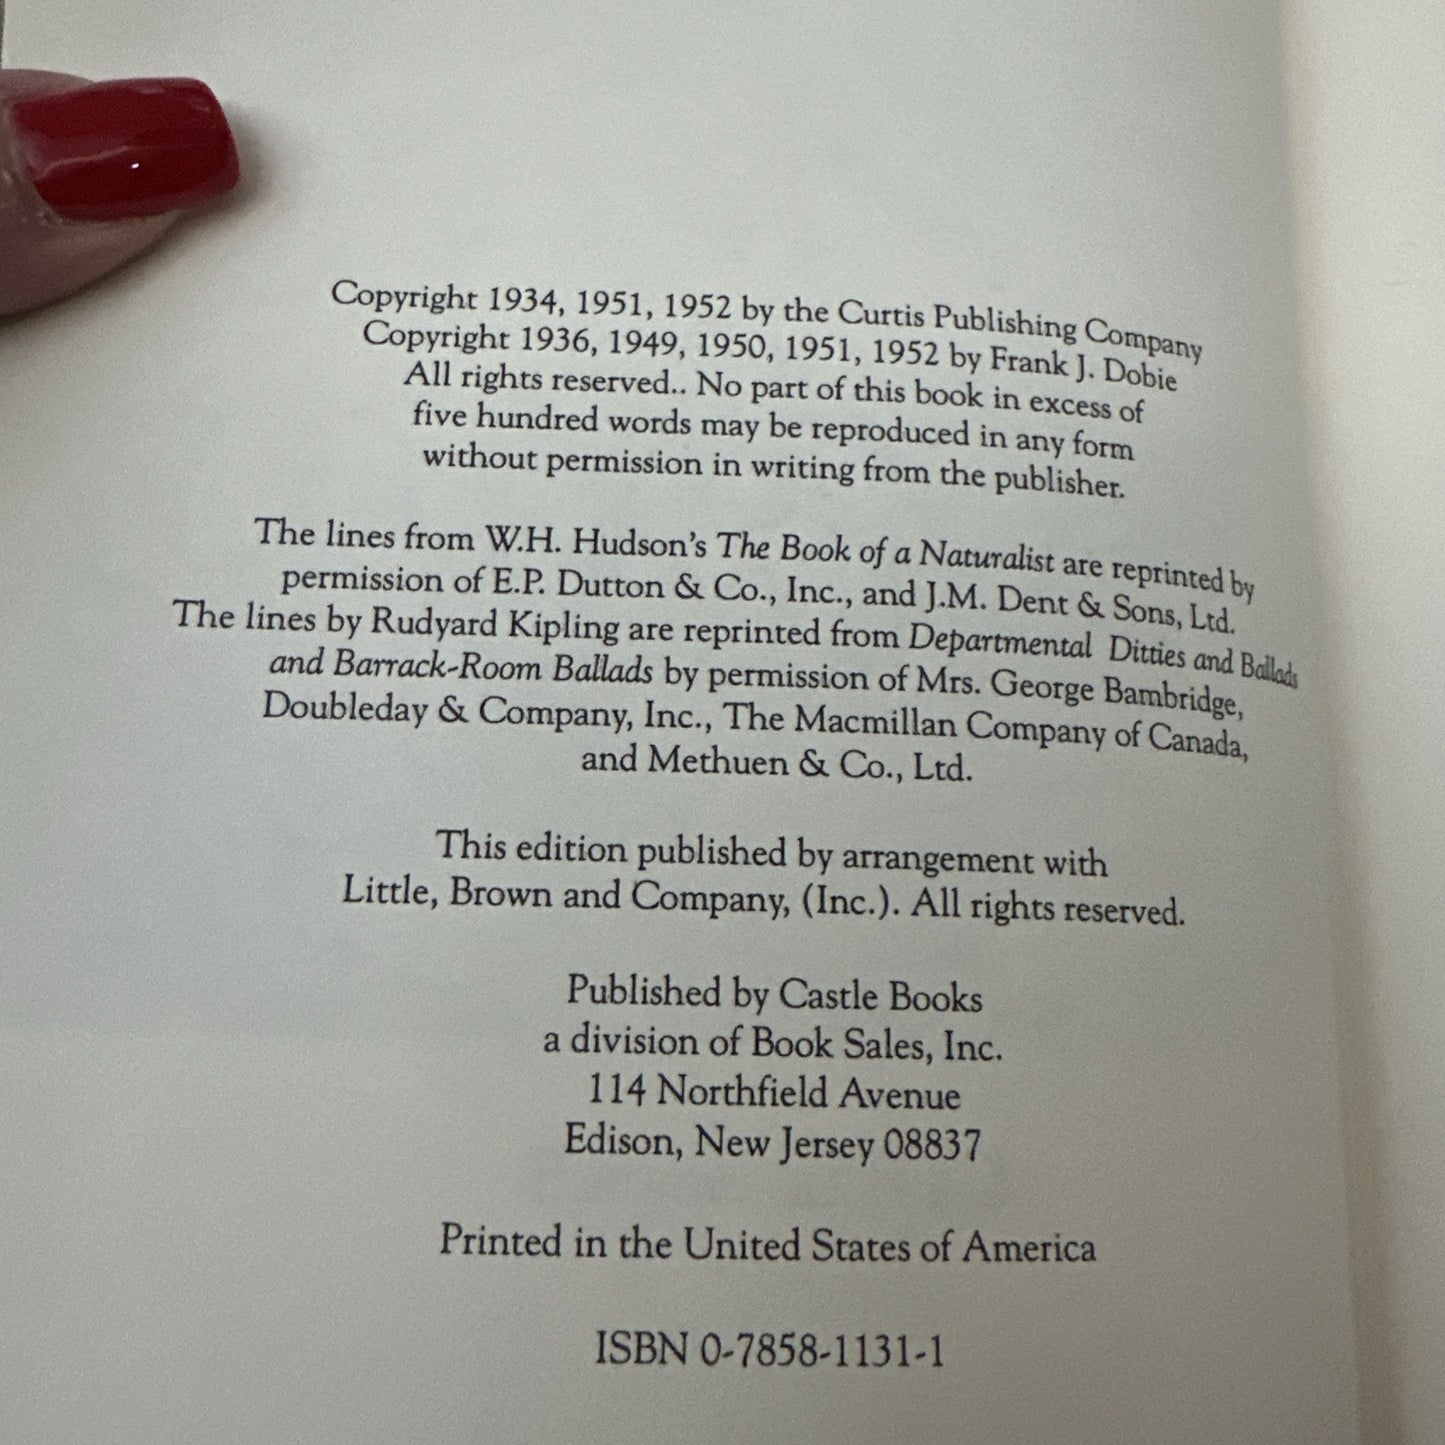 Copyright 1934, 1951, 1952 by the Curtis Publishing Company
Copyright 1936, 1949, 1950, 1951, 1952 by Frank J. Dobie
All rights reserved.. No part of this book in excess of
five hundred words may be reproduced in any form
without permission in writing from the publisher.
The lines from W.H. Hudson's The Book of a Naturalist are reprinted by
permission of E.P. Dutton & Co., Inc., and J.M. Dent & Sons, Ltd.
The lines by Rudyard Kipling are reprinted from Departmental Ditties and Ballads
and Barrack-Room Ballads by permission of Mrs. George Bambridge,
Doubleday & Company, Inc., The Macmillan Company of Canada,
and Methuen & Co., Ltd.
This edition published by arrangement with
Little, Brown and Company, (Inc.). All rights reserved.
Published by Castle Books
a division of Book Sales, Inc.
114 Northfield Avenue
Edison, New Jersey 08837
Printed in the United States of America
ISBN 0-7858-1131-1